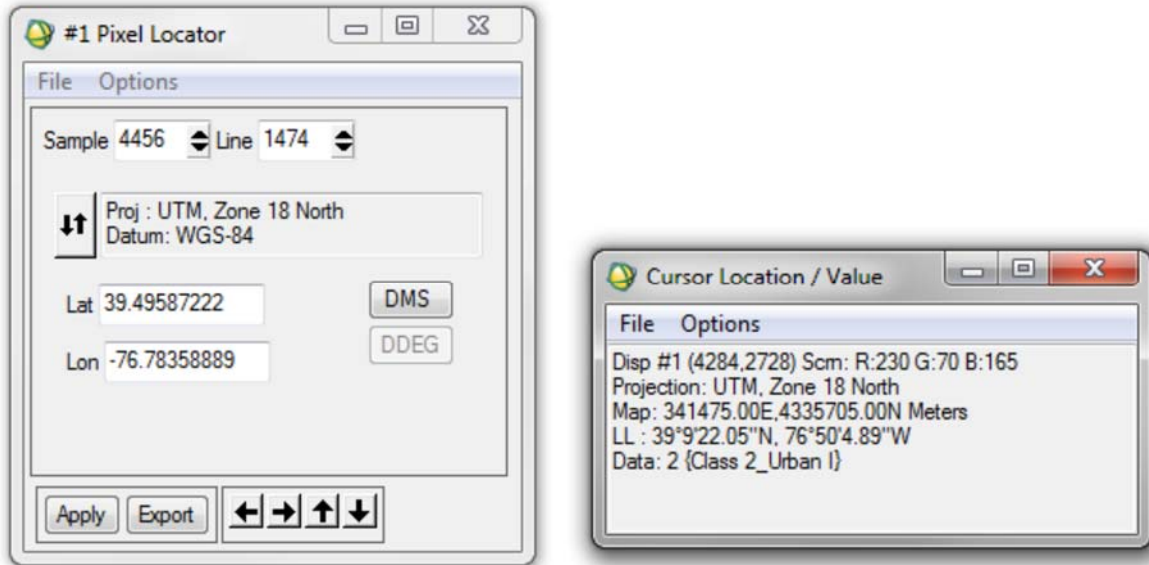 #1 Pixel Locator
File Options
Sample 4456 Line 1474
Proj : UTM, Zone 18 North
Datum: WGS-84
Lat 39.49587222 DMS
Lon -76.78358889 DDEG
Apply Export
Cursor Location / Value
File Options
Disp #1 (4284,2728) Scrn: R:230 G:70 B:165
Projection: UTM, Zone 18 North
Map: 341475.00E,4335705.00N Meters
LL : 39°9'22.05"N, 76°50'4.89"W
Data: 2 {Class 2_Urban I}